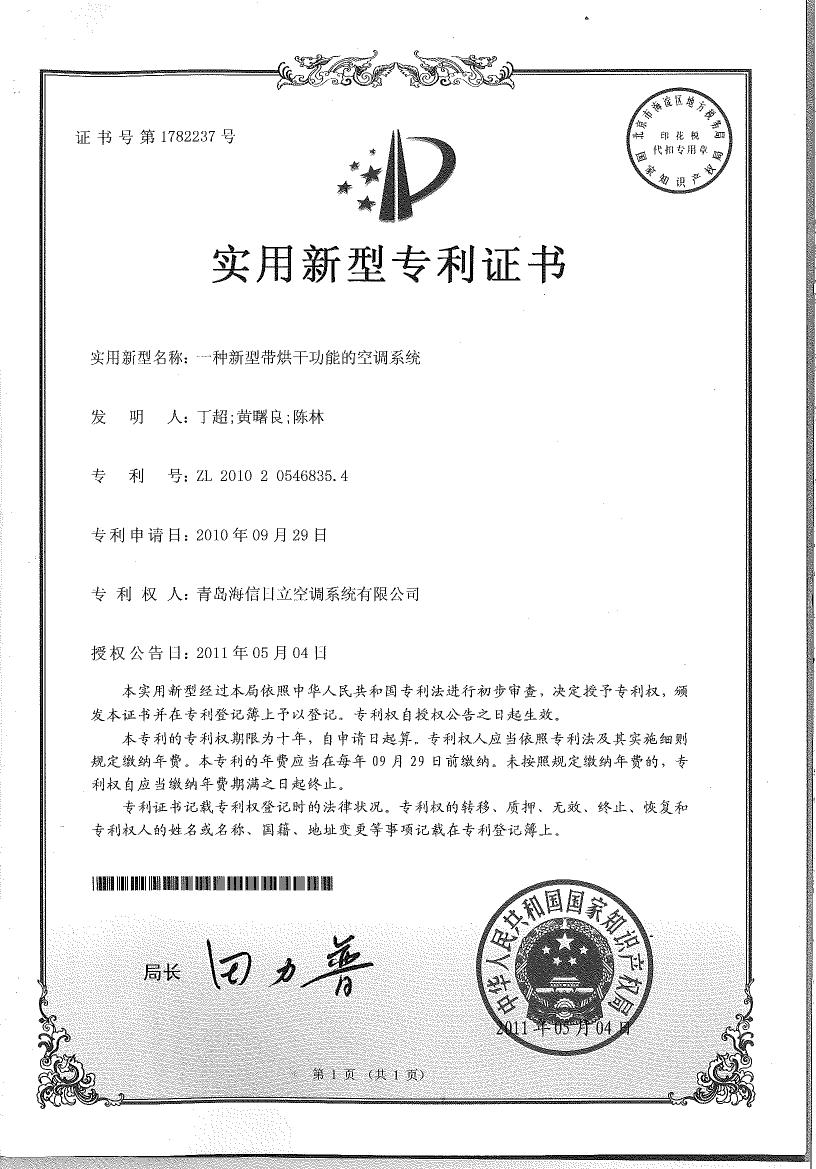 证书号第1782237号
北京市海淀区地方税务局
印花税
代扣专用章
国家知识产权局
实用新型专利证书
实用新型名称：一种新型带烘干功能的空调系统
发 明 人：丁超;黄曙良;陈林
专 利 号：ZL 2010 2 0546835.4
专利申请日：2010年09月29日
专 利 权 人：青岛海信日立空调系统有限公司
授权公告日：2011年05月04日
本实用新型经过本局依照中华人民共和国专利法进行初步审查，决定授予专利权，颁
发本证书并在专利登记簿上予以登记。专利权自授权公告之日起生效。
本专利的专利权期限为十年，自申请日起算。专利权人应当依照专利法及其实施细则
规定缴纳年费。本专利的年费应当在每年09月29日前缴纳。未按照规定缴纳年费的，专
利权自应当缴纳年费期满之日起终止。
专利证书记载专利权登记时的法律状况。专利权的转移、质押、无效、终止、恢复和
专利权人的姓名或名称、国籍、地址变更等事项记载在专利登记簿上。
局长 田力普
中华人民共和国国家知识产权局
2011年05月04日
第1页（共1页）